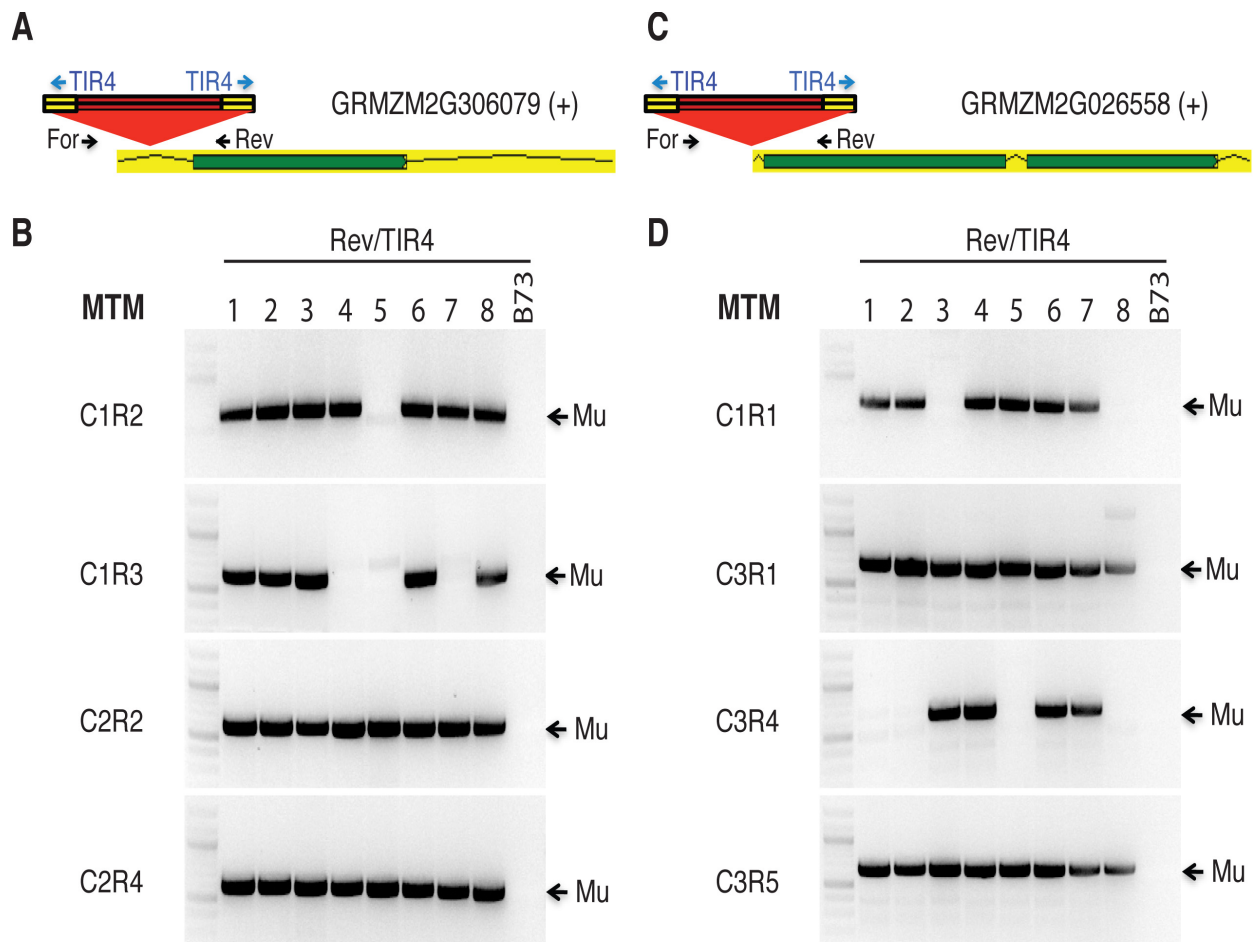 A
TIR4 TIR4
GRMZM2G306079 (+)
For Rev
B
Rev/TIR4
MTM 1 2 3 4 5 6 7 8 B73
C1R2 Mu
C1R3 Mu
C2R2 Mu
C2R4 Mu
C
TIR4 TIR4
GRMZM2G026558 (+)
For Rev
D
Rev/TIR4
MTM 1 2 3 4 5 6 7 8 B73
C1R1 Mu
C3R1 Mu
C3R4 Mu
C3R5 Mu